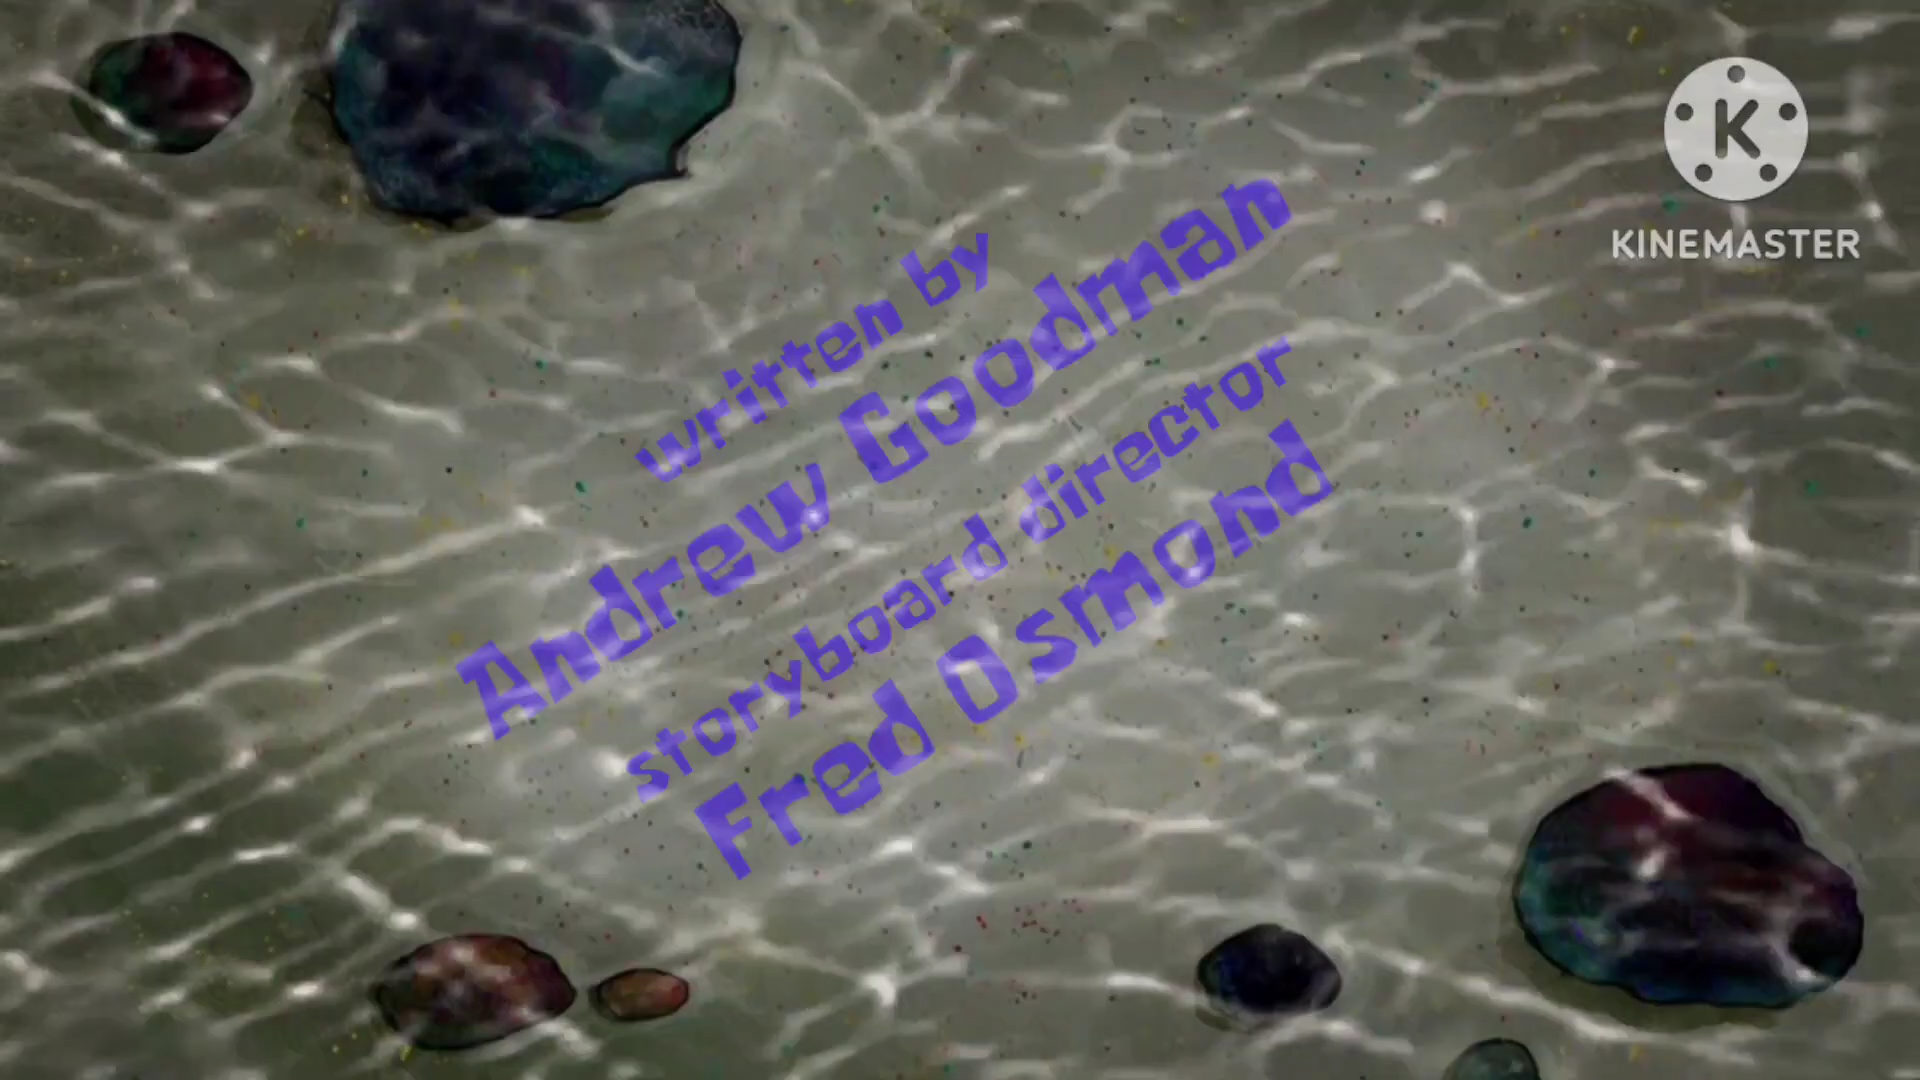 written by
Andrew Goodman
storyboard director
Fred Osmond
K
KINEMASTER